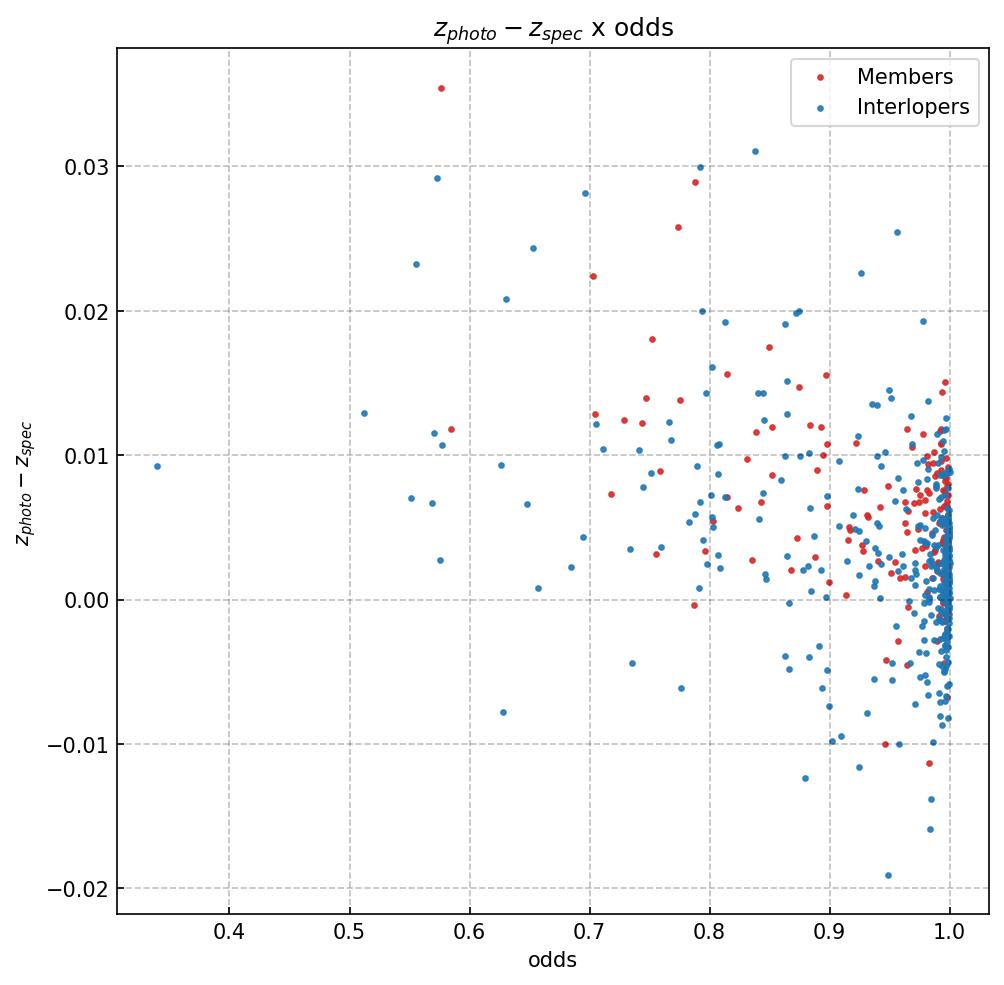 z_photo − z_spec x odds
Members
Interlopers
z_photo − z_spec
0.03
0.02
0.01
0.00
−0.01
−0.02
0.4 0.5 0.6 0.7 0.8 0.9 1.0
odds